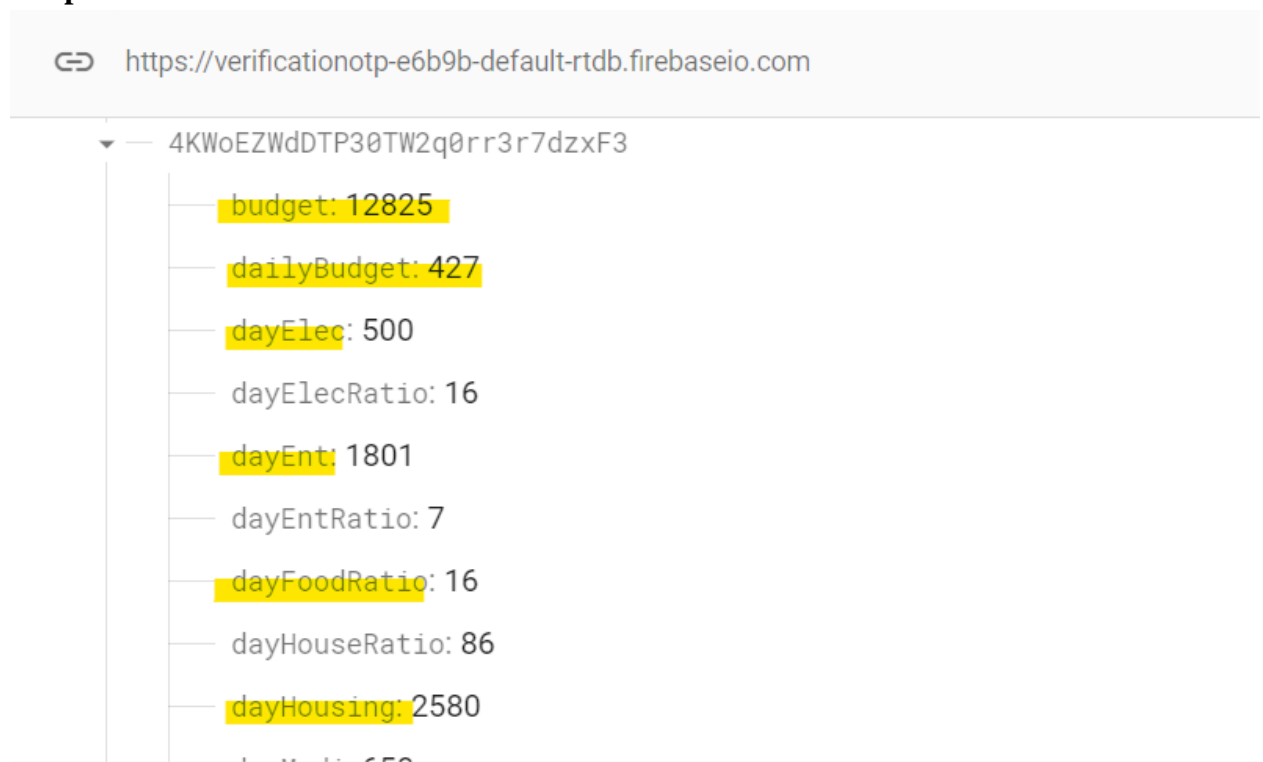 https://verificationotp-e6b9b-default-rtdb.firebaseio.com
4KWoEZWdDTP30TW2q0rr3r7dzxF3
budget: 12825
dailyBudget: 427
dayElec: 500
dayElecRatio: 16
dayEnt: 1801
dayEntRatio: 7
dayFoodRatio: 16
dayHouseRatio: 86
dayHousing: 2580